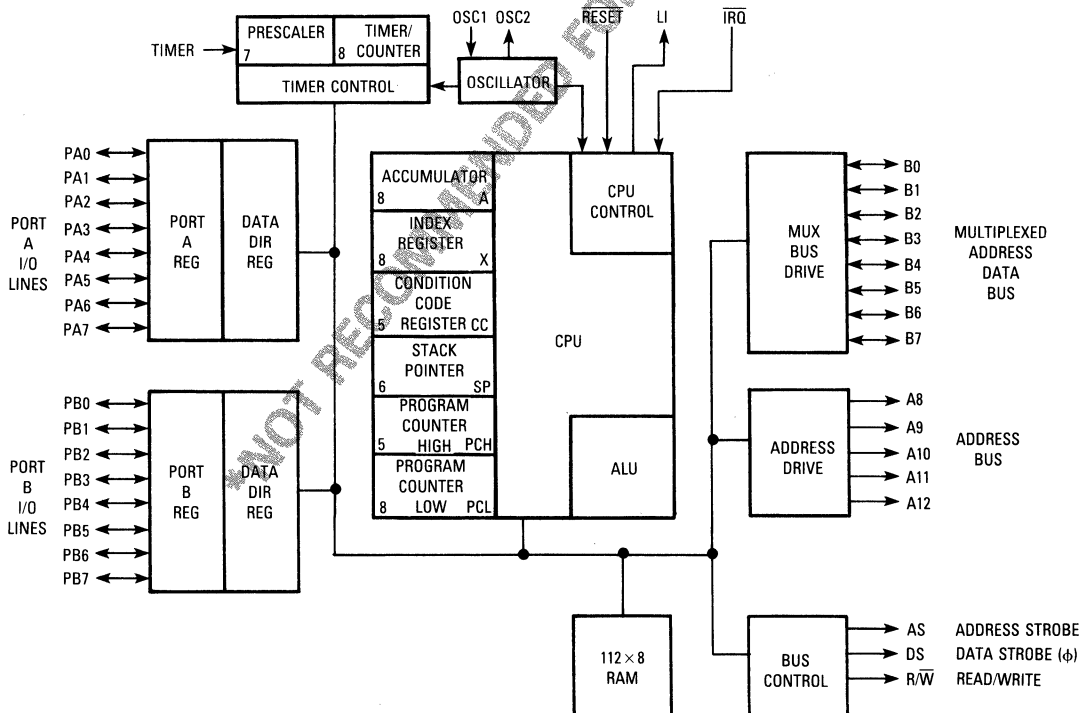 OSC1 OSC2
RESET
LI
IRQ
TIMER
PRESCALER
7
TIMER/
8 COUNTER
TIMER CONTROL
OSCILLATOR
PORT
A
I/O
LINES
PA0
PA1
PA2
PA3
PA4
PA5
PA6
PA7
PORT
A
REG
DATA
DIR
REG
PORT
B
I/O
LINES
PB0
PB1
PB2
PB3
PB4
PB5
PB6
PB7
PORT
B
REG
DATA
DIR
REG
ACCUMULATOR
8 A
INDEX
REGISTER
8 X
CONDITION
CODE
5 REGISTER CC
STACK
POINTER
6 SP
PROGRAM
COUNTER
5 HIGH PCH
PROGRAM
COUNTER
8 LOW PCL
CPU
CONTROL
CPU
ALU
112×8
RAM
MUX
BUS
DRIVE
B0
B1
B2
B3
B4
B5
B6
B7
MULTIPLEXED
ADDRESS
DATA
BUS
ADDRESS
DRIVE
A8
A9
A10
A11
A12
ADDRESS
BUS
BUS
CONTROL
AS ADDRESS STROBE
DS DATA STROBE (ϕ)
R/W̅ READ/WRITE
*NOT RECOMMENDED